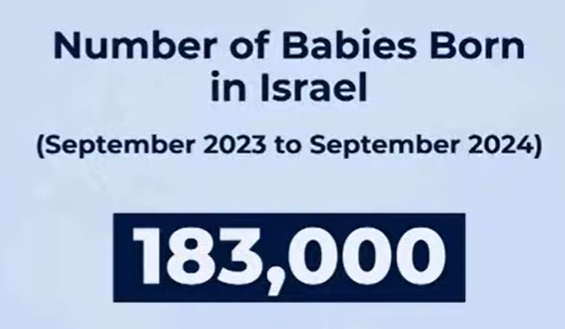 Number of Babies Born
in Israel
(September 2023 to September 2024)
183,000